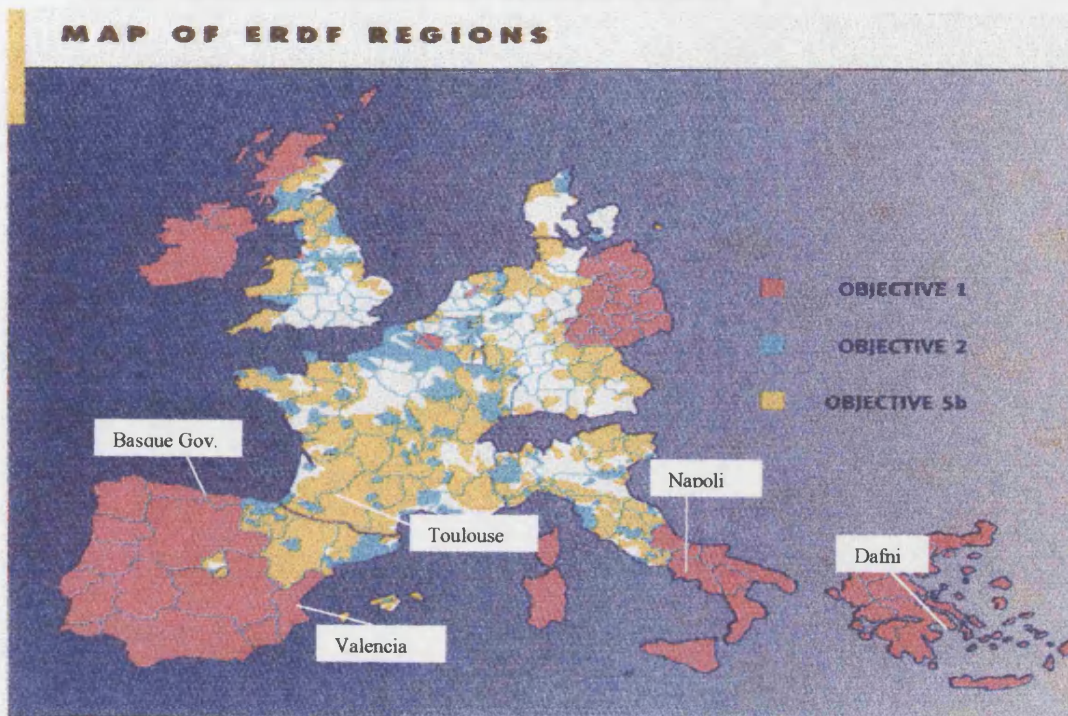 MAP OF ERDF REGIONS
OBJECTIVE 1
OBJECTIVE 2
OBJECTIVE 5b
Basque Gov.
Napoli
Toulouse
Dafni
Valencia